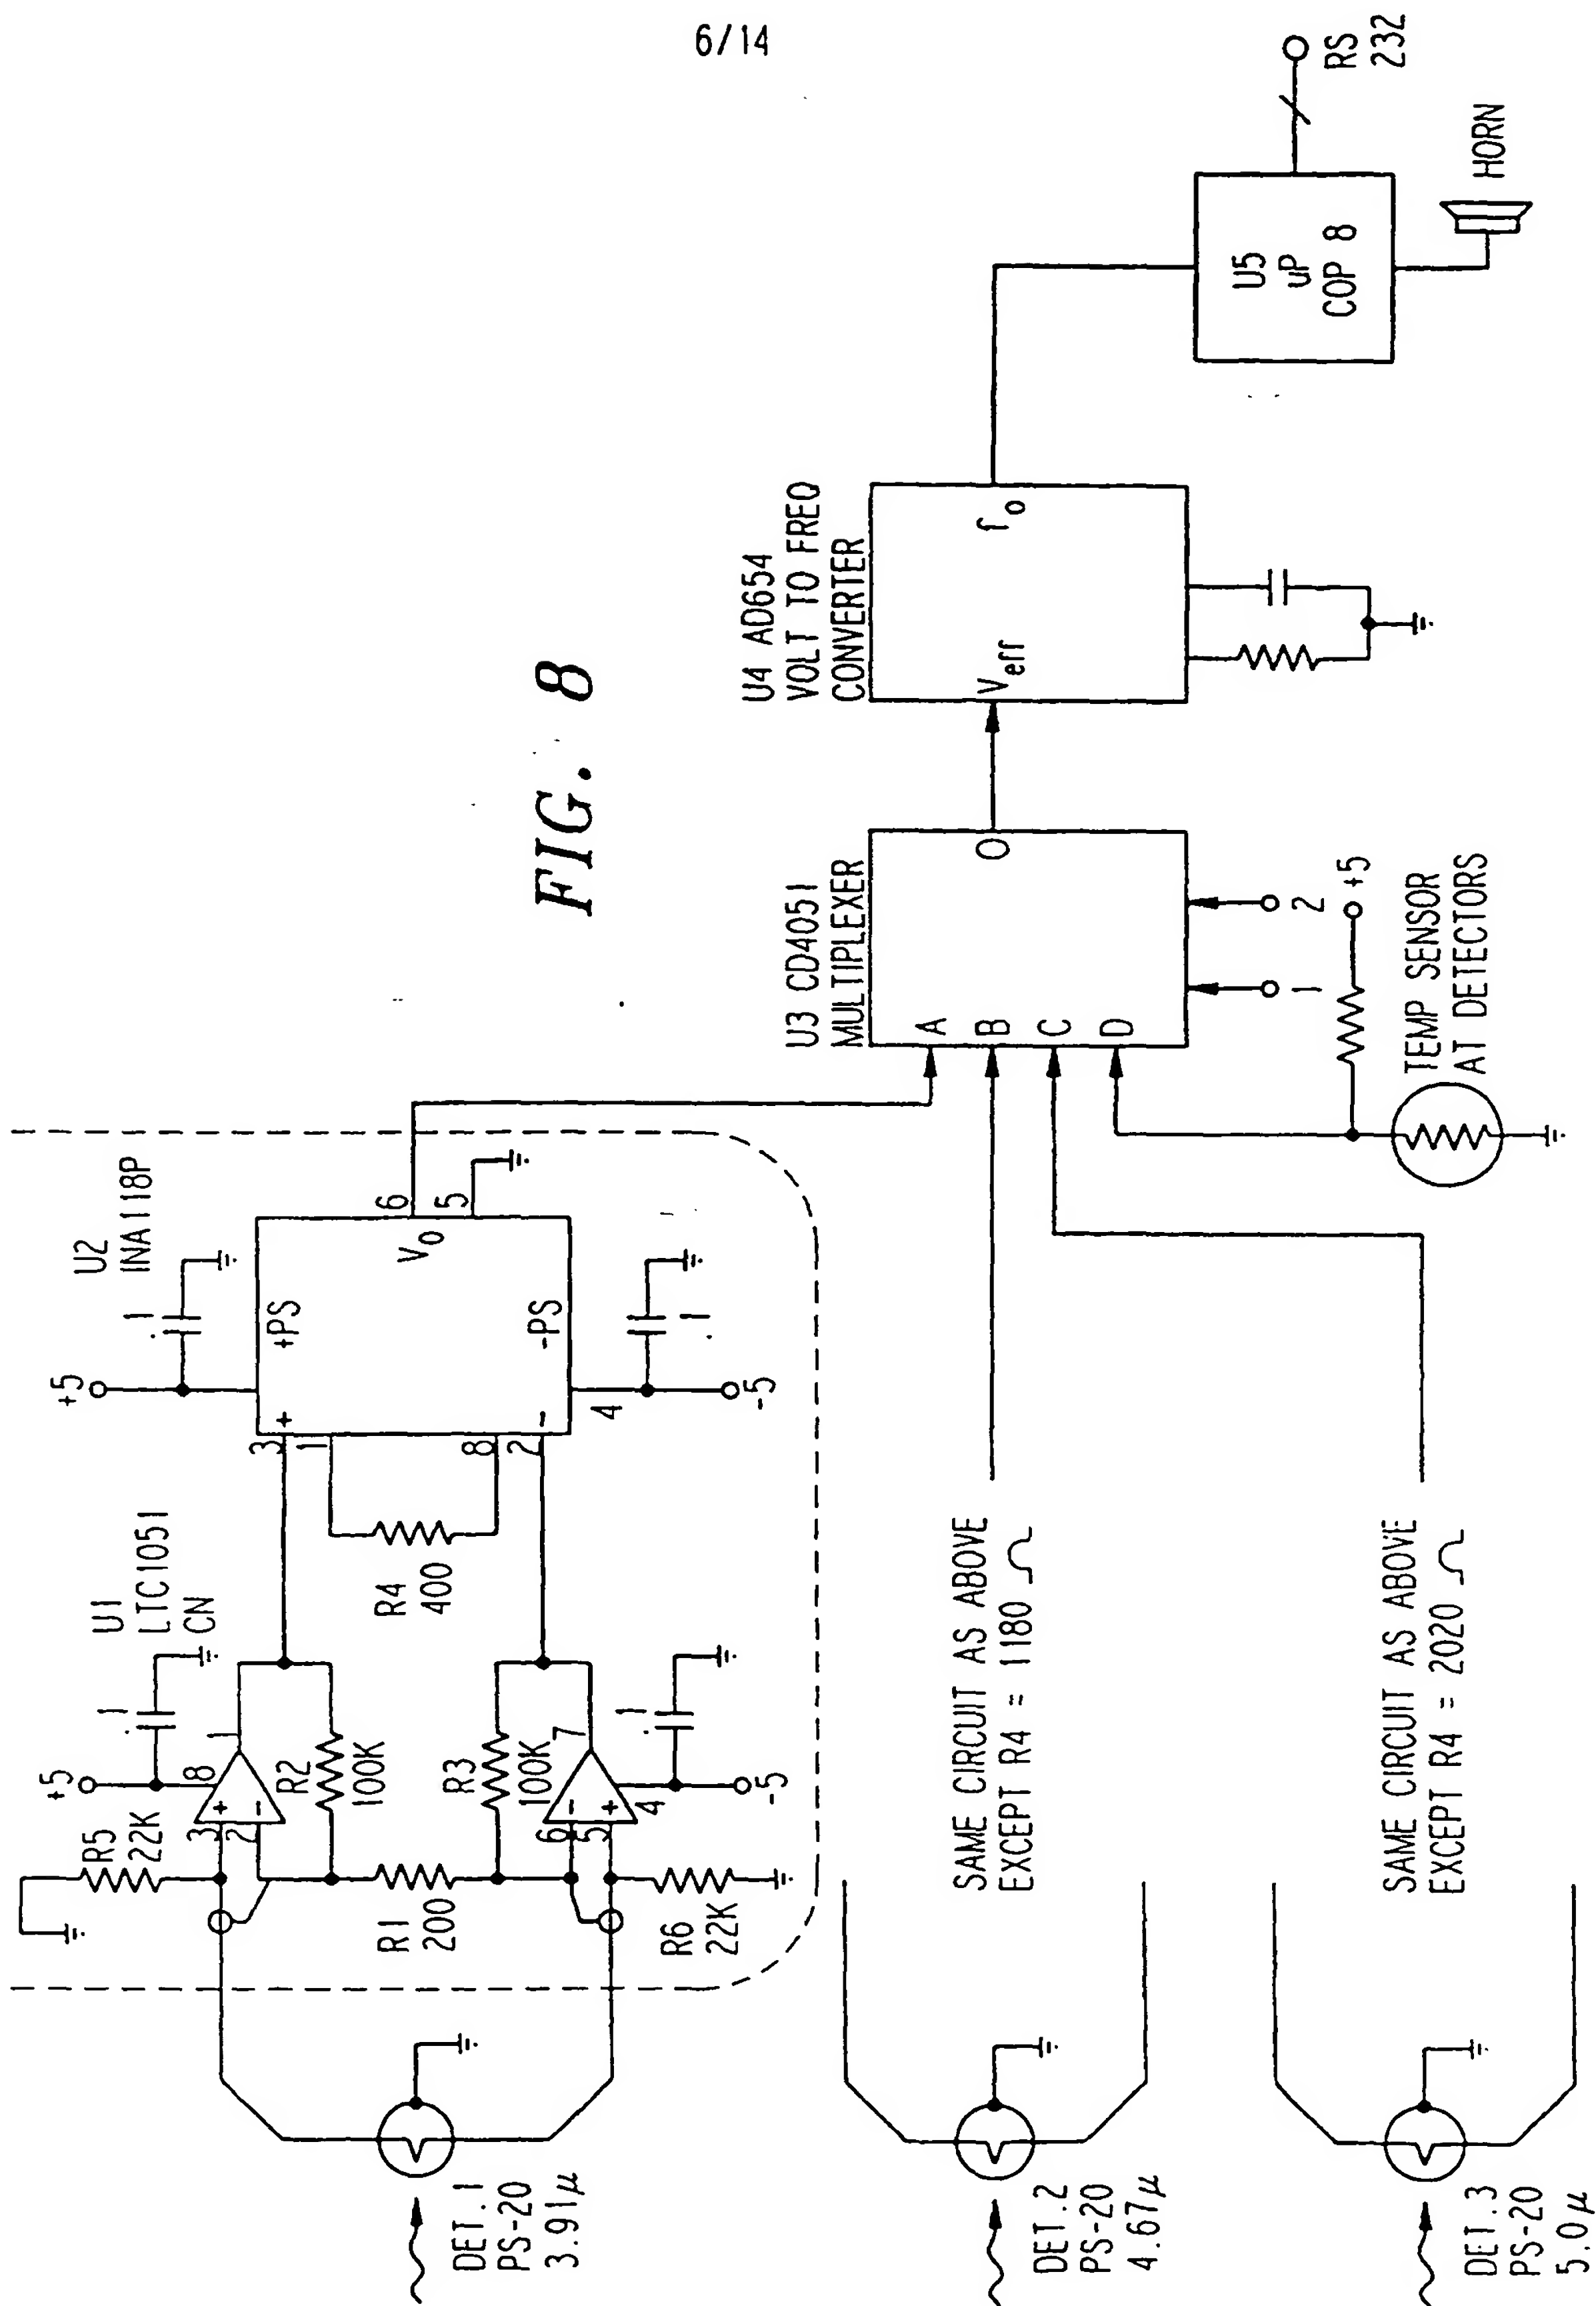 6/14
FIG. 8
DET.1
PS-20
3.91μ
R5
22K
+5
.1
U1
LTC1051
CN
3
+
8
1
2
-
R2
100K
R1
200
R3
100K
6
-
7
5
+
4
.1
-5
R6
22K
R4
400
+5
.1
U2
INA118P
3
+
+PS
1
8
2
-
-PS
4
.1
-5
V0
6
5
DET.2
PS-20
4.67μ
SAME CIRCUIT AS ABOVE
EXCEPT R4 = 1180 Ω
DET.3
PS-20
5.0μ
SAME CIRCUIT AS ABOVE
EXCEPT R4 = 2020 Ω
U3 CD4051
MULTIPLEXER
A
B
C
D
O
1
2
+5
TEMP SENSOR
AT DETECTORS
U4 AD654
VOLT TO FREQ
CONVERTER
Veff
fo
U5
uP
COP 8
RS
232
HORN